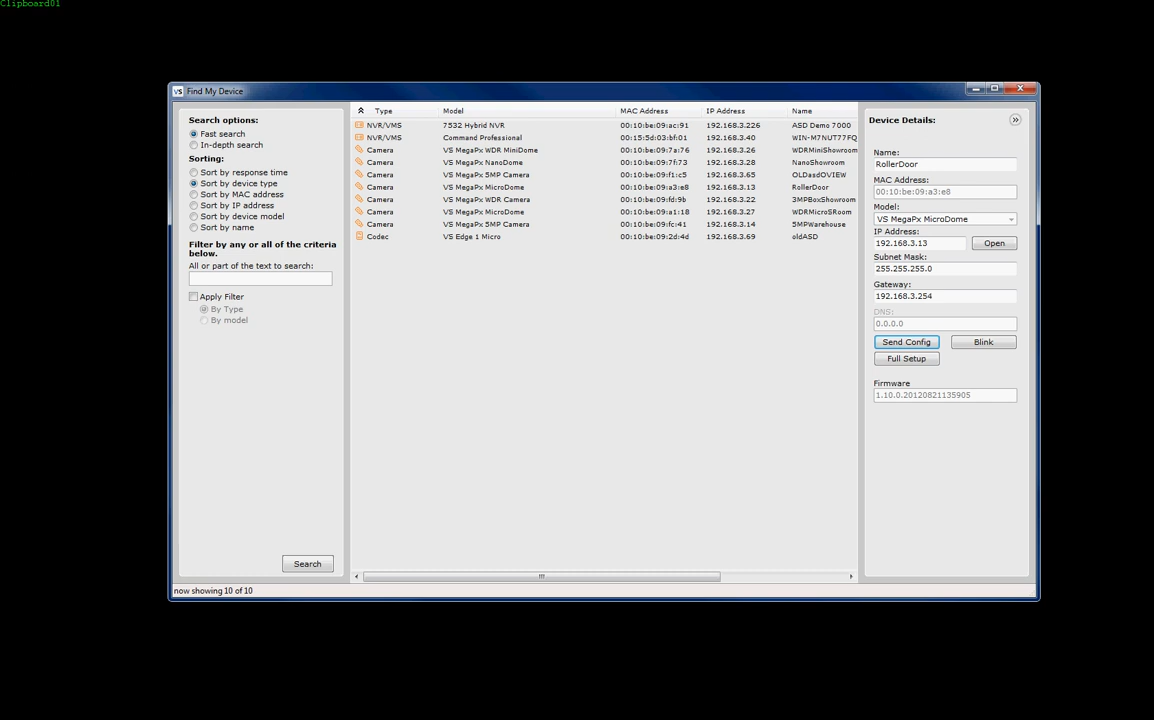 Clipboard01
VS Find My Device
Search options:
Fast search
In-depth search
Sorting:
Sort by response time
Sort by device type
Sort by MAC address
Sort by IP address
Sort by device model
Sort by name
Filter by any or all of the criteria
below.
All or part of the text to search:
Apply Filter
By Type
By model
Search
Type Model MAC Address IP Address Name
NVR/VMS 7532 Hybrid NVR 00:10:be:09:ac:91 192.168.3.226 ASD Demo 7000
NVR/VMS Command Professional 00:15:5d:03:bf:01 192.168.3.40 WIN-M7NUT77FQ
Camera VS MegaPx WDR MiniDome 00:10:be:09:7a:76 192.168.3.26 WDRMiniShowroom
Camera VS MegaPx NanoDome 00:10:be:09:7f:73 192.168.3.28 NanoShowroom
Camera VS MegaPx 5MP Camera 00:10:be:09:f1:c5 192.168.3.65 OLDasdOVIEW
Camera VS MegaPx MicroDome 00:10:be:09:a3:e8 192.168.3.13 RollerDoor
Camera VS MegaPx WDR Camera 00:10:be:09:fd:9b 192.168.3.22 3MPBoxShowroom
Camera VS MegaPx MicroDome 00:10:be:09:a1:18 192.168.3.27 WDRMicroSRoom
Camera VS MegaPx 5MP Camera 00:10:be:09:fc:41 192.168.3.14 5MPWarehouse
Codec VS Edge 1 Micro 00:10:be:09:2d:4d 192.168.3.69 oldASD
Device Details:
Name:
RollerDoor
MAC Address:
00:10:be:09:a3:e8
Model:
VS MegaPx MicroDome
IP Address:
192.168.3.13 Open
Subnet Mask:
255.255.255.0
Gateway:
192.168.3.254
DNS:
0.0.0.0
Send Config Blink
Full Setup
Firmware
1.10.0.20120821135905
now showing 10 of 10